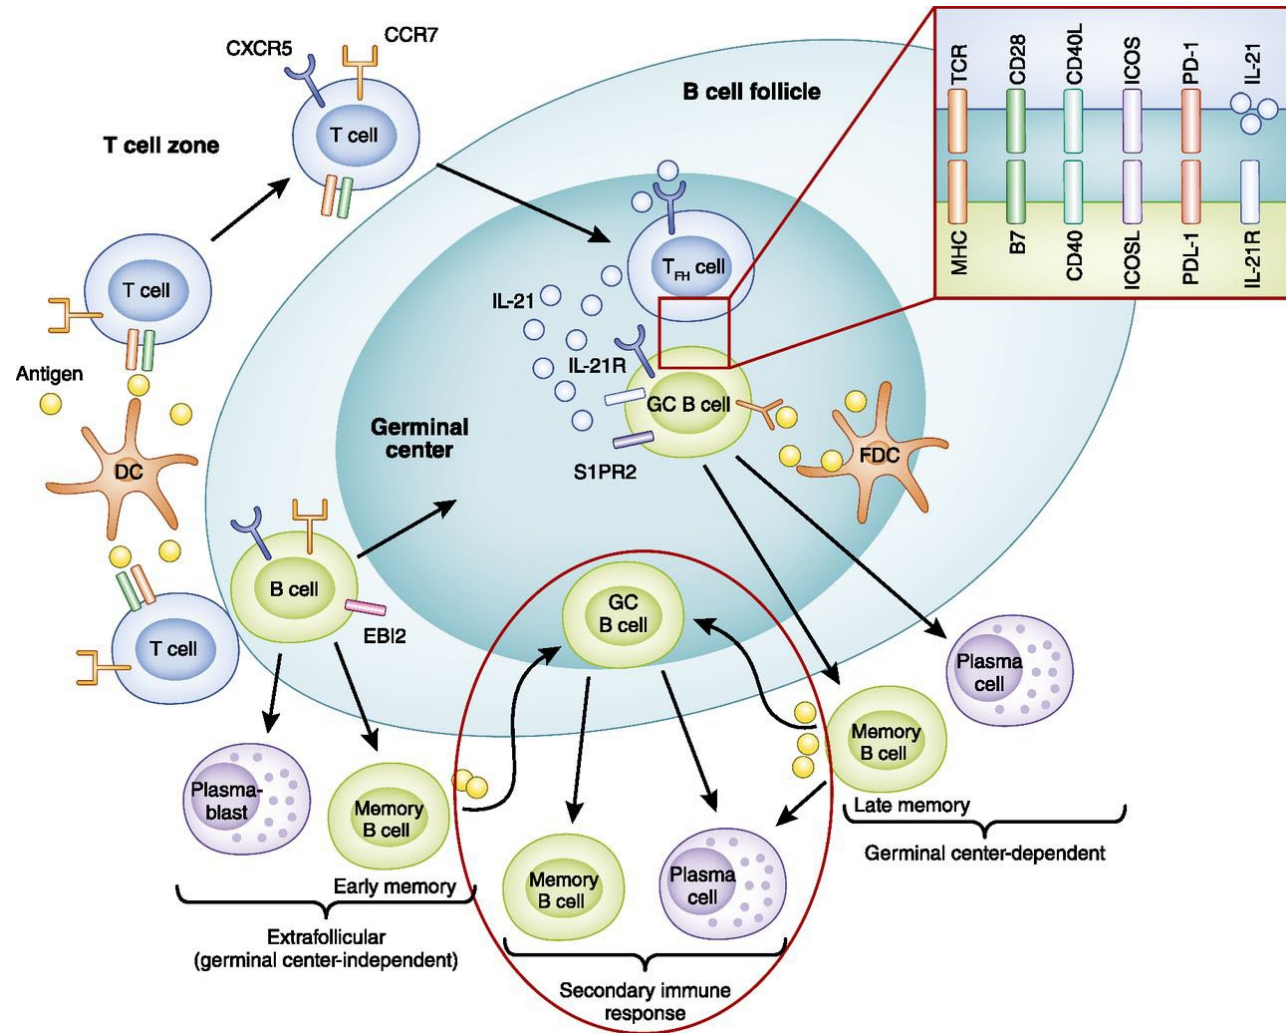 CXCR5
CCR7
T cell
T cell zone
B cell follicle
TCR
CD28
CD40L
ICOS
PD-1
IL-21
MHC
B7
CD40
ICOSL
PDL-1
IL-21R
T cell
Antigen
DC
T cell
B cell
EBI2
Germinal
center
TFH cell
IL-21
IL-21R
GC B cell
S1PR2
FDC
GC
B cell
Plasma-
blast
Memory
B cell
Early memory
Extrafollicular
(germinal center-independent)
Memory
B cell
Plasma
cell
Secondary immune
response
Plasma
cell
Memory
B cell
Late memory
Germinal center-dependent